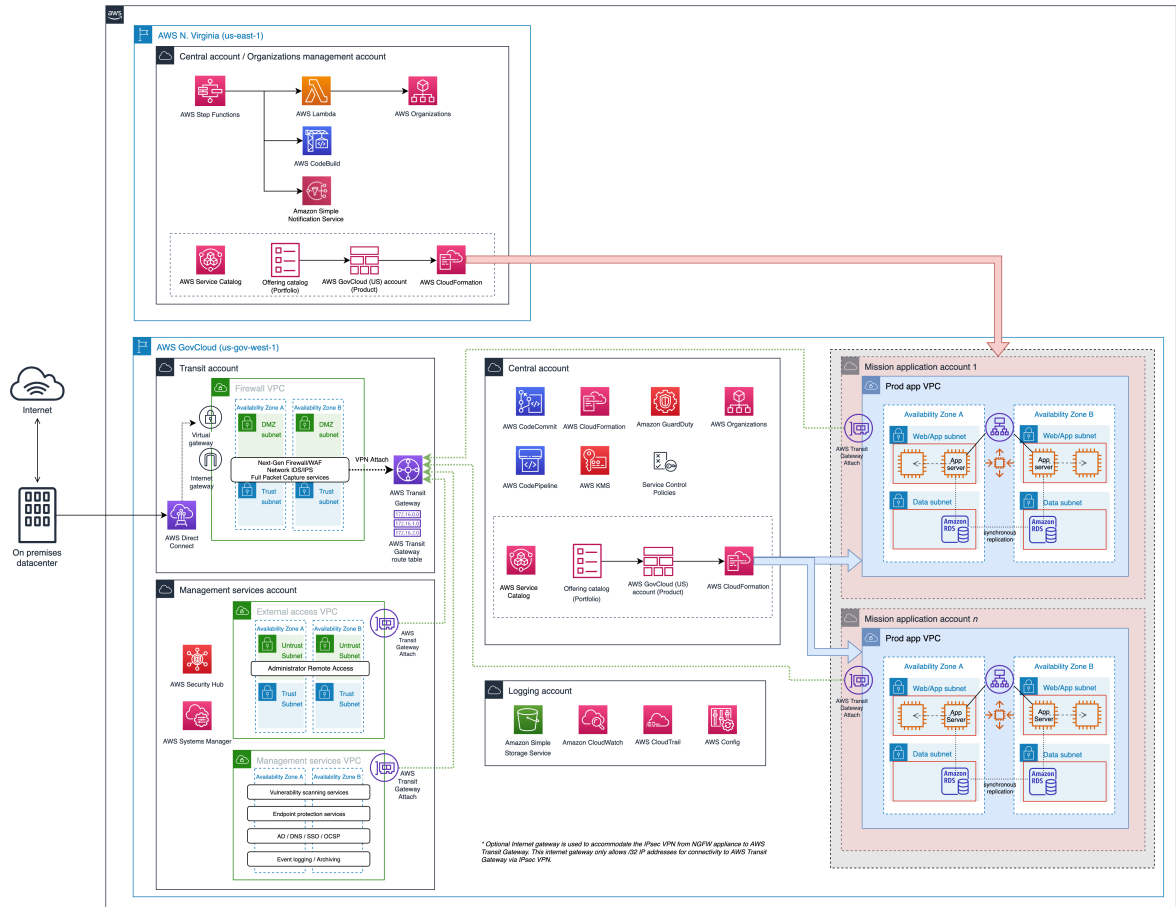 aws
AWS N. Virginia (us-east-1)
Central account / Organizations management account
AWS Step Functions
AWS Lambda
AWS Organizations
AWS CodeBuild
Amazon Simple
Notification Service
AWS Service Catalog
Offering catalog
(Portfolio)
AWS GovCloud (US) account
(Product)
AWS CloudFormation
Internet
On premises
datacenter
AWS GovCloud (us-gov-west-1)
Transit account
Firewall VPC
Availability Zone A
Availability Zone B
DMZ
subnet
DMZ
subnet
Virtual
gateway
Next-Gen Firewall/WAF
Network IDS/IPS
Full Packet Capture services
Internet
gateway
Trust
subnet
Trust
subnet
VPN Attach
AWS Transit
Gateway
172.16.0.0
172.16.1.0
172.16.2.0
AWS Transit
Gateway
route table
AWS Direct
Connect
Management services account
External access VPC
Availability Zone A
Availability Zone B
Untrust
Subnet
Untrust
Subnet
Administrator Remote Access
Trust
Subnet
Trust
Subnet
AWS
Transit
Gateway
Attach
AWS Security Hub
AWS Systems Manager
Management services VPC
Availability Zone A
Availability Zone B
Vulnerability scanning services
Endpoint protection services
AD / DNS / SSO / OCSP
Event logging / Archiving
AWS
Transit
Gateway
Attach
Central account
AWS CodeCommit
AWS CloudFormation
Amazon GuardDuty
AWS Organizations
AWS CodePipeline
AWS KMS
Service Control
Policies
AWS Service
Catalog
Offering catalog
(Portfolio)
AWS GovCloud (US)
account (Product)
AWS CloudFormation
Logging account
Amazon Simple
Storage Service
Amazon CloudWatch
AWS CloudTrail
AWS Config
* Optional Internet gateway is used to accommodate the IPsec VPN from NGFW appliance to AWS
Transit Gateway. This internet gateway only allows /32 IP addresses for connectivity to AWS Transit
Gateway via IPsec VPN.
Mission application account 1
Prod app VPC
Availability Zone A
Availability Zone B
Web/App subnet
Web/App subnet
App
server
App
server
AWS Transit
Gateway
Attach
Data subnet
Data subnet
Amazon
RDS
Amazon
RDS
synchronous
replication
Mission application account n
Prod app VPC
Availability Zone A
Availability Zone B
Web/App subnet
Web/App subnet
App
Server
App
Server
AWS Transit
Gateway
Attach
Data subnet
Data subnet
Amazon
RDS
Amazon
RDS
synchronous
replication